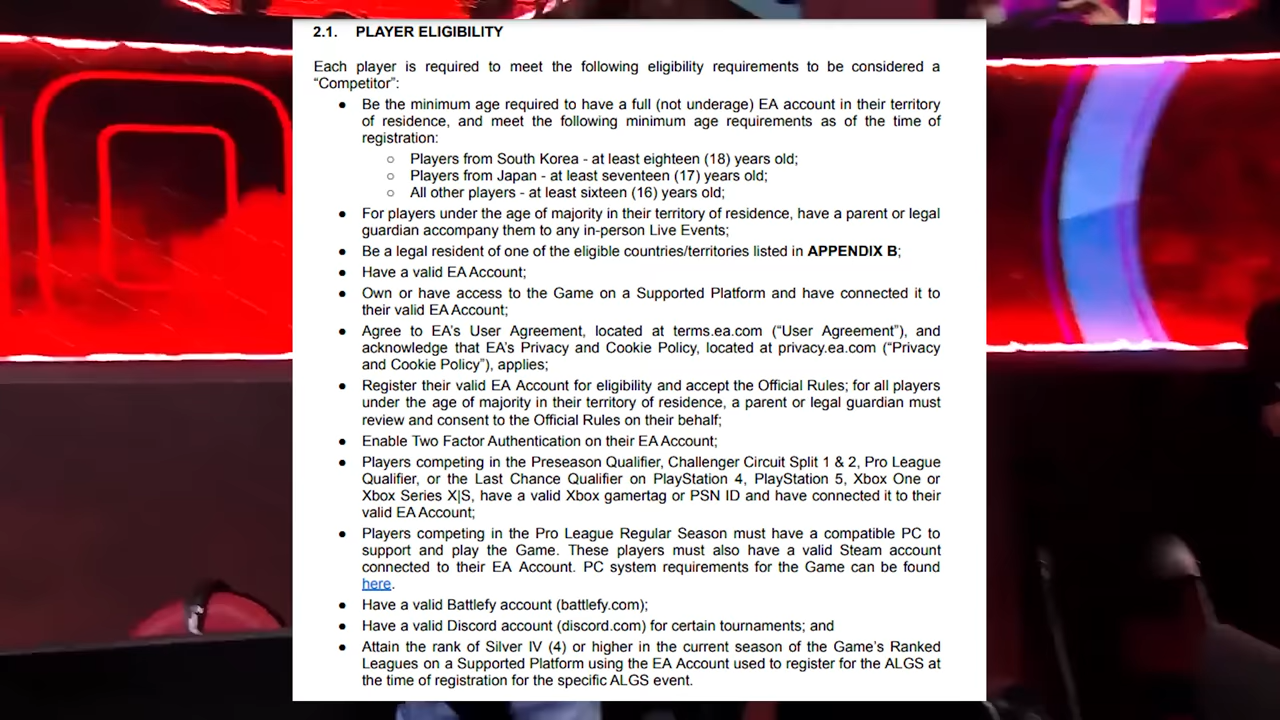 2.1. PLAYER ELIGIBILITY
Each player is required to meet the following eligibility requirements to be considered a
“Competitor”:
● Be the minimum age required to have a full (not underage) EA account in their territory
of residence, and meet the following minimum age requirements as of the time of
registration:
○ Players from South Korea - at least eighteen (18) years old;
○ Players from Japan - at least seventeen (17) years old;
○ All other players - at least sixteen (16) years old;
● For players under the age of majority in their territory of residence, have a parent or legal
guardian accompany them to any in-person Live Events;
● Be a legal resident of one of the eligible countries/territories listed in APPENDIX B;
● Have a valid EA Account;
● Own or have access to the Game on a Supported Platform and have connected it to
their valid EA Account;
● Agree to EA’s User Agreement, located at terms.ea.com (“User Agreement”), and
acknowledge that EA’s Privacy and Cookie Policy, located at privacy.ea.com (“Privacy
and Cookie Policy”), applies;
● Register their valid EA Account for eligibility and accept the Official Rules; for all players
under the age of majority in their territory of residence, a parent or legal guardian must
review and consent to the Official Rules on their behalf;
● Enable Two Factor Authentication on their EA Account;
● Players competing in the Preseason Qualifier, Challenger Circuit Split 1 & 2, Pro League
Qualifier, or the Last Chance Qualifier on PlayStation 4, PlayStation 5, Xbox One or
Xbox Series X|S, have a valid Xbox gamertag or PSN ID and have connected it to their
valid EA Account;
● Players competing in the Pro League Regular Season must have a compatible PC to
support and play the Game. These players must also have a valid Steam account
connected to their EA Account. PC system requirements for the Game can be found
here.
● Have a valid Battlefy account (battlefy.com);
● Have a valid Discord account (discord.com) for certain tournaments; and
● Attain the rank of Silver IV (4) or higher in the current season of the Game’s Ranked
Leagues on a Supported Platform using the EA Account used to register for the ALGS at
the time of registration for the specific ALGS event.